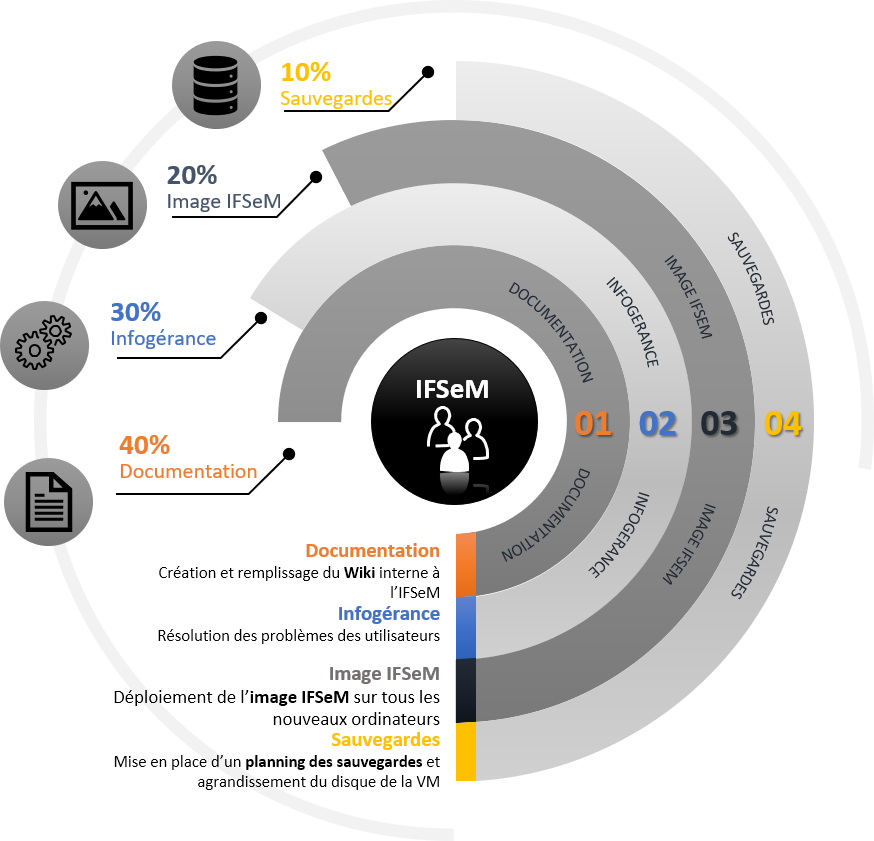 10%
Sauvegardes
20%
Image IFSeM
30%
Infogérance
40%
Documentation
IFSeM
DOCUMENTATION
INFOGERANCE
IMAGE IFSEM
SAUVEGARDES
01
02
03
04
DOCUMENTATION
INFOGERANCE
IMAGE IFSEM
SAUVEGARDES
Documentation
Création et remplissage du Wiki interne à
l'IFSeM
Infogérance
Résolution des problèmes des utilisateurs
Image IFSeM
Déploiement de l'image IFSeM sur tous les
nouveaux ordinateurs
Sauvegardes
Mise en place d'un planning des sauvegardes et
agrandissement du disque de la VM